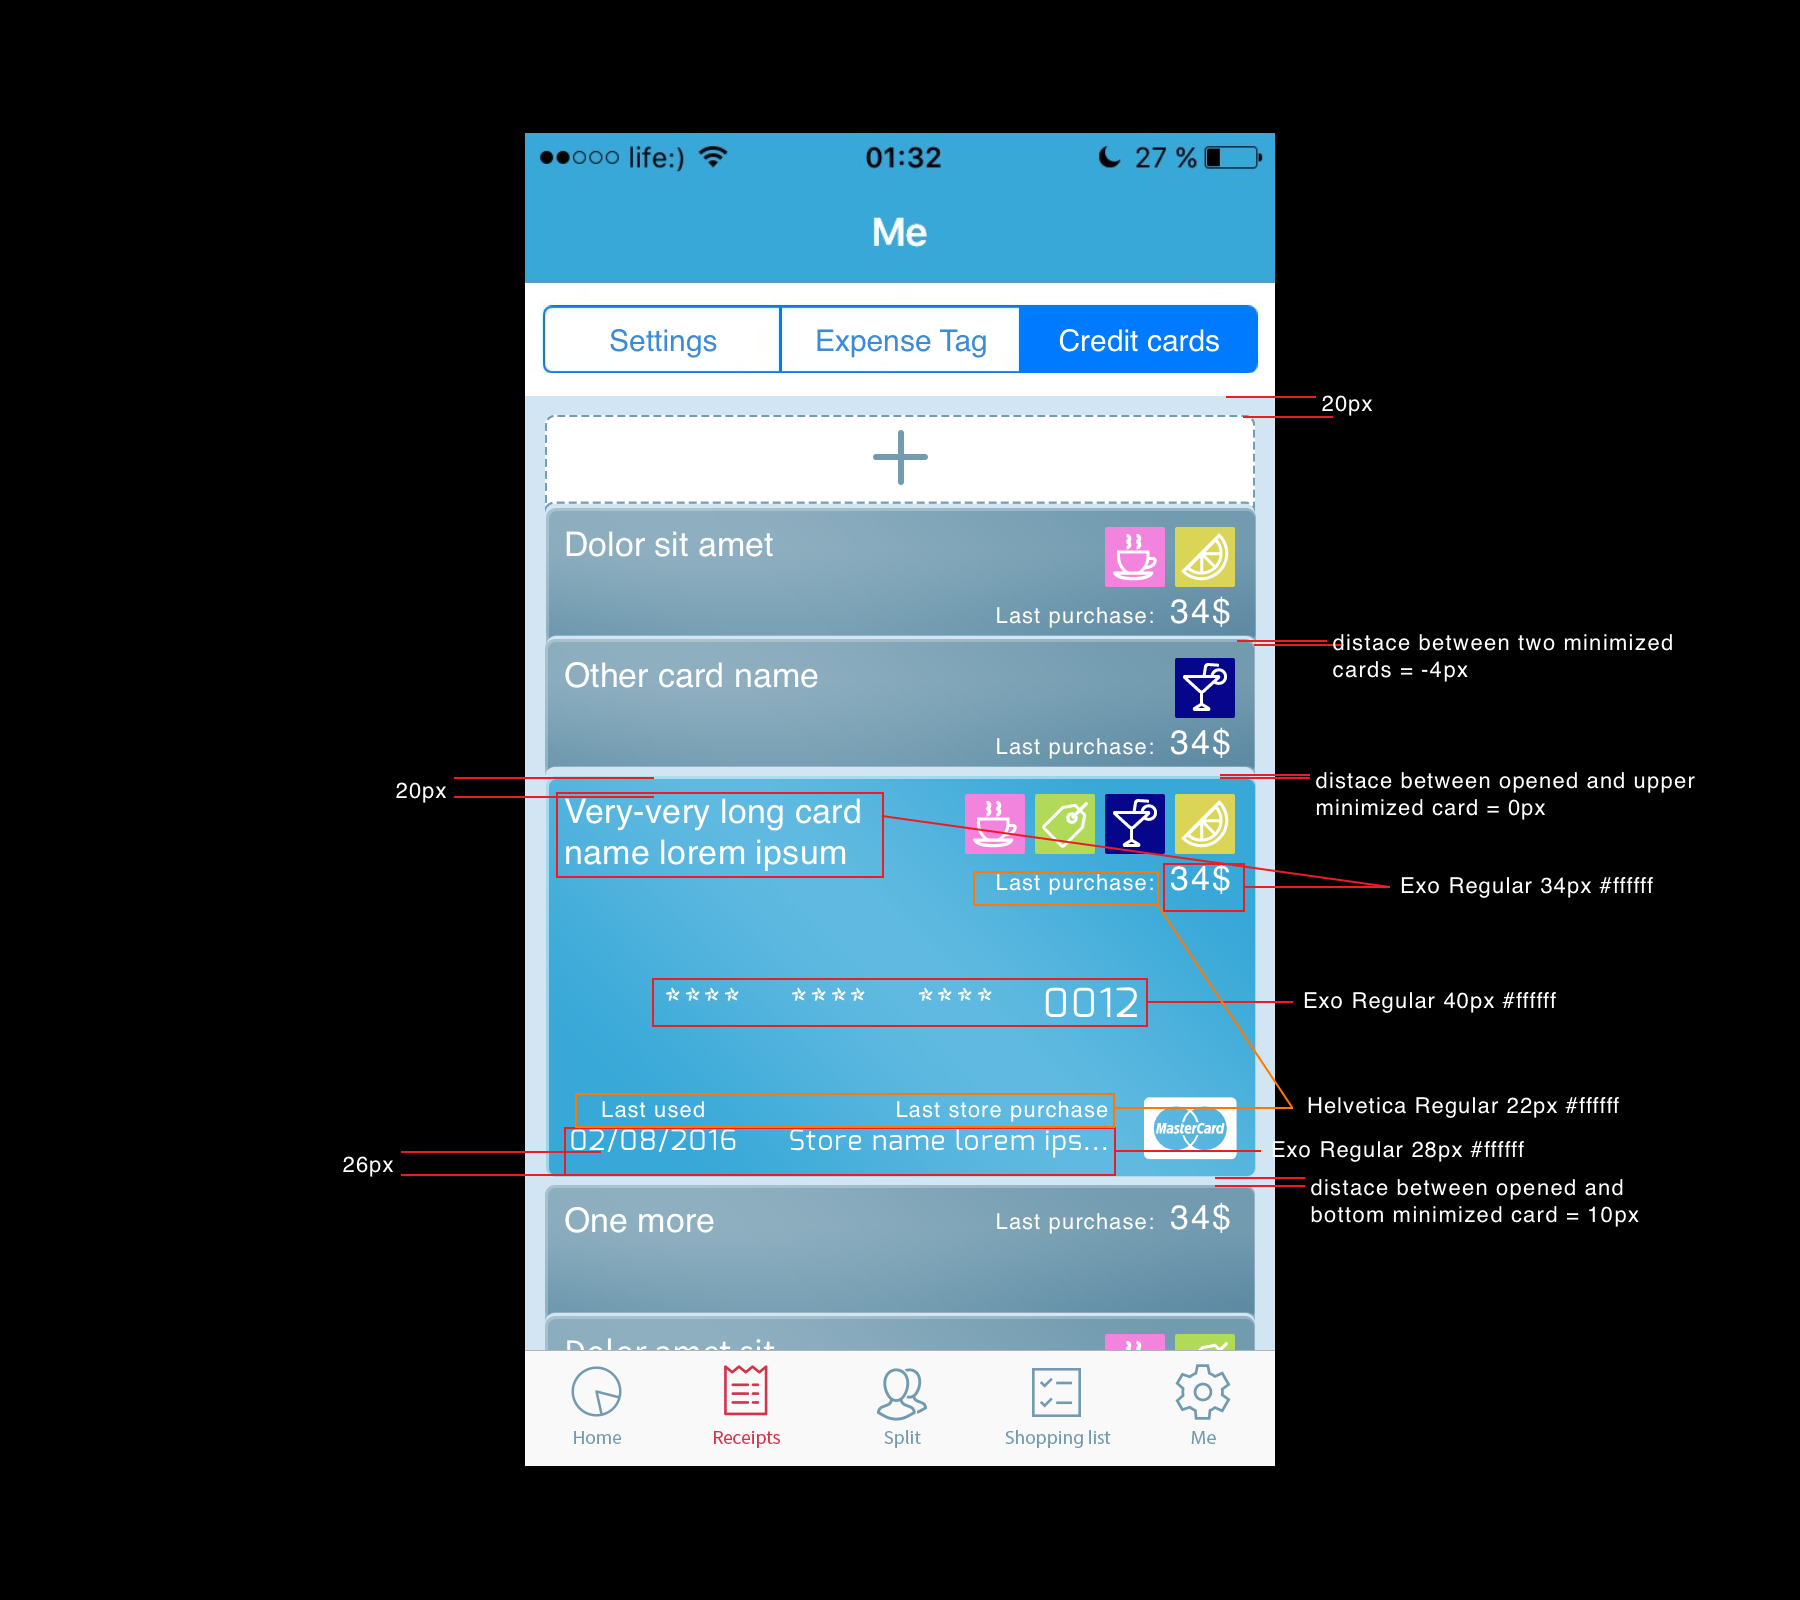 life:) 01:32 27 %
Me
Settings Expense Tag Credit cards
20px
Dolor sit amet
Last purchase: 34$
distace between two minimized
cards = -4px
Other card name
Last purchase: 34$
20px
distace between opened and upper
minimized card = 0px
Very-very long card
name lorem ipsum
Last purchase: 34$
Exo Regular 34px #ffffff
**** **** **** 0012
Exo Regular 40px #ffffff
Last used Last store purchase
Helvetica Regular 22px #ffffff
MasterCard
02/08/2016 Store name lorem ips...
Exo Regular 28px #ffffff
26px
distace between opened and
bottom minimized card = 10px
One more
Last purchase: 34$
Dolor amet sit
Home Receipts Split Shopping list Me